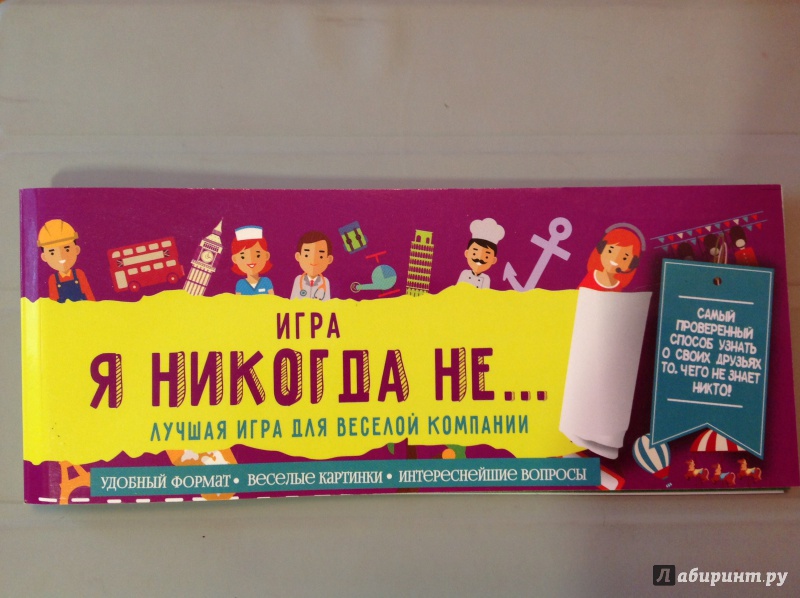 ИГРА
Я НИКОГДА НЕ...
ЛУЧШАЯ ИГРА ДЛЯ ВЕСЕЛОЙ КОМПАНИИ
УДОБНЫЙ ФОРМАТ • ВЕСЕЛЫЕ КАРТИНКИ • ИНТЕРЕСНЕЙШИЕ ВОПРОСЫ
САМЫЙ
ПРОВЕРЕННЫЙ
СПОСОБ УЗНАТЬ
О СВОИХ ДРУЗЬЯХ
ТО, ЧЕГО НЕ ЗНАЕТ
НИКТО!
Лабиринт.ру